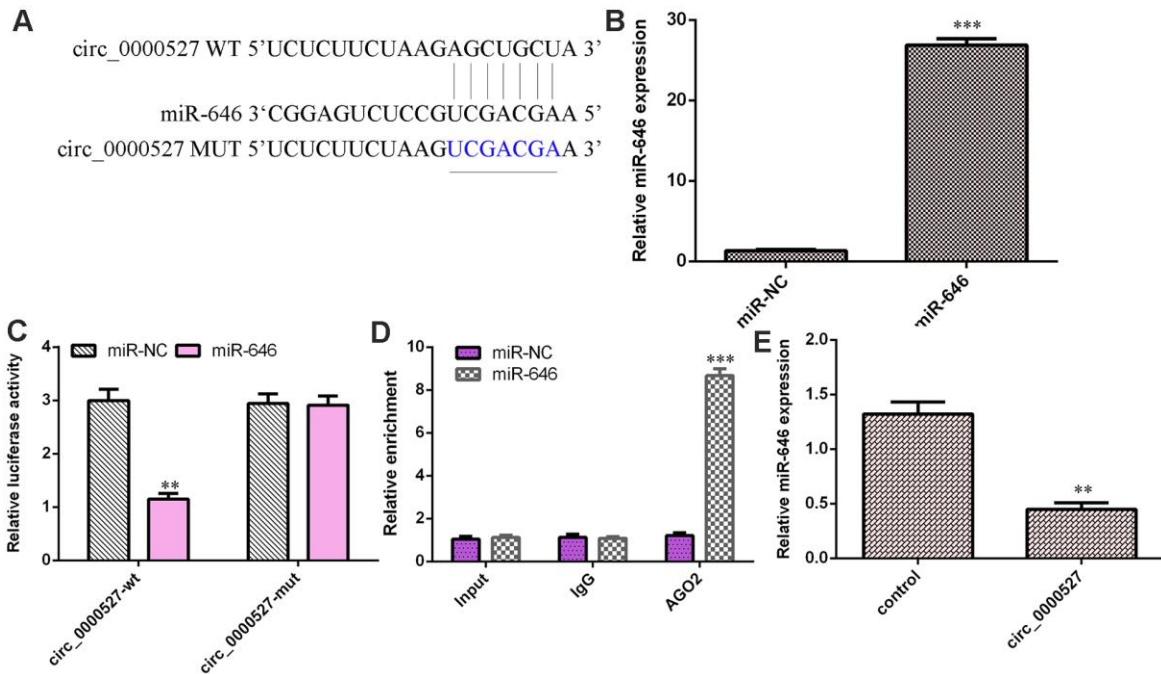 A
circ_0000527 WT 5’UCUCUUCUAAGAGCUGCUA 3’
miR-646 3‘CGGAGUCUCCGUCGACGAA 5’
circ_0000527 MUT 5’UCUCUUCUAAGUCGACGAA 3’
B
Relative miR-646 expression
30
20
10
0
***
miR-NC
miR-646
C
miR-NC
miR-646
Relative luciferase activity
4
3
2
1
0
**
circ_0000527-wt
circ_0000527-mut
D
miR-NC
miR-646
Relative enrichment
10
8
6
4
2
0
***
Input
IgG
AGO2
E
Relative miR-646 expression
2.0
1.5
1.0
0.5
0.0
**
control
circ_0000527